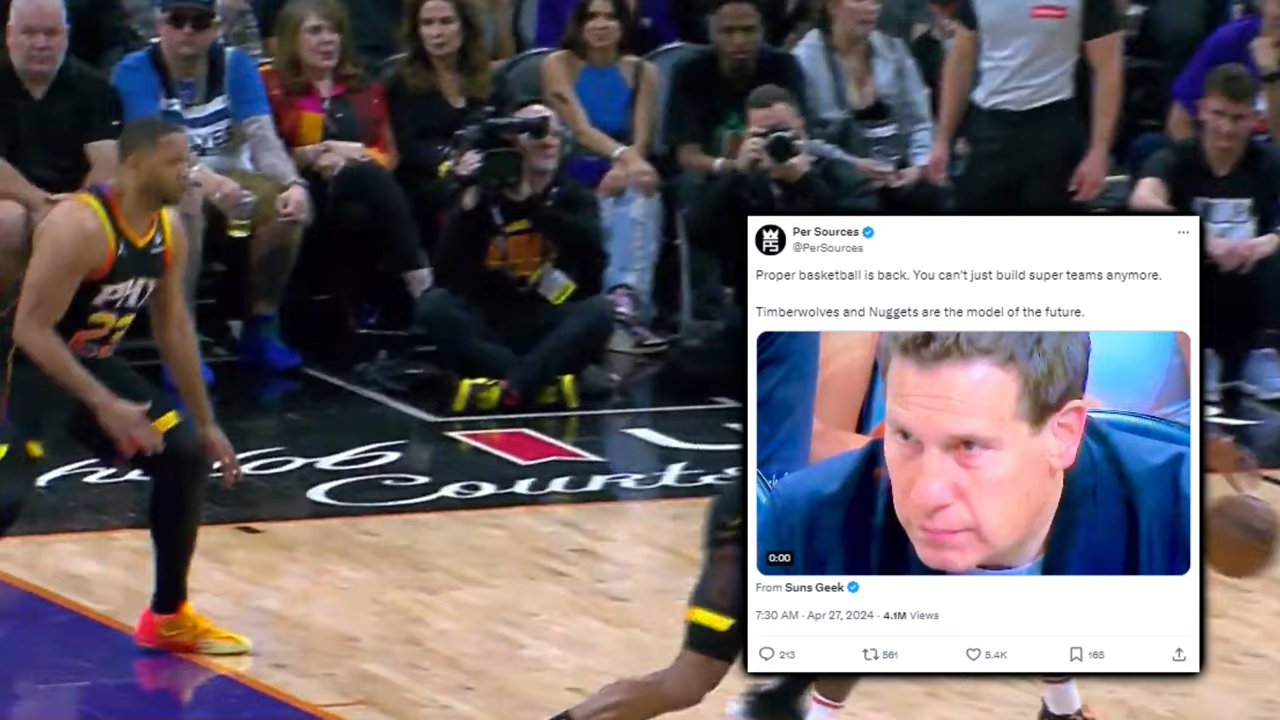 PHX
23
Courts
Per Sources
@PerSources
Proper basketball is back. You can't just build super teams anymore.
Timberwolves and Nuggets are the model of the future.
0:00
From Suns Geek
7:30 AM · Apr 27, 2024 · 4.1M Views
213
561
5.4K
165